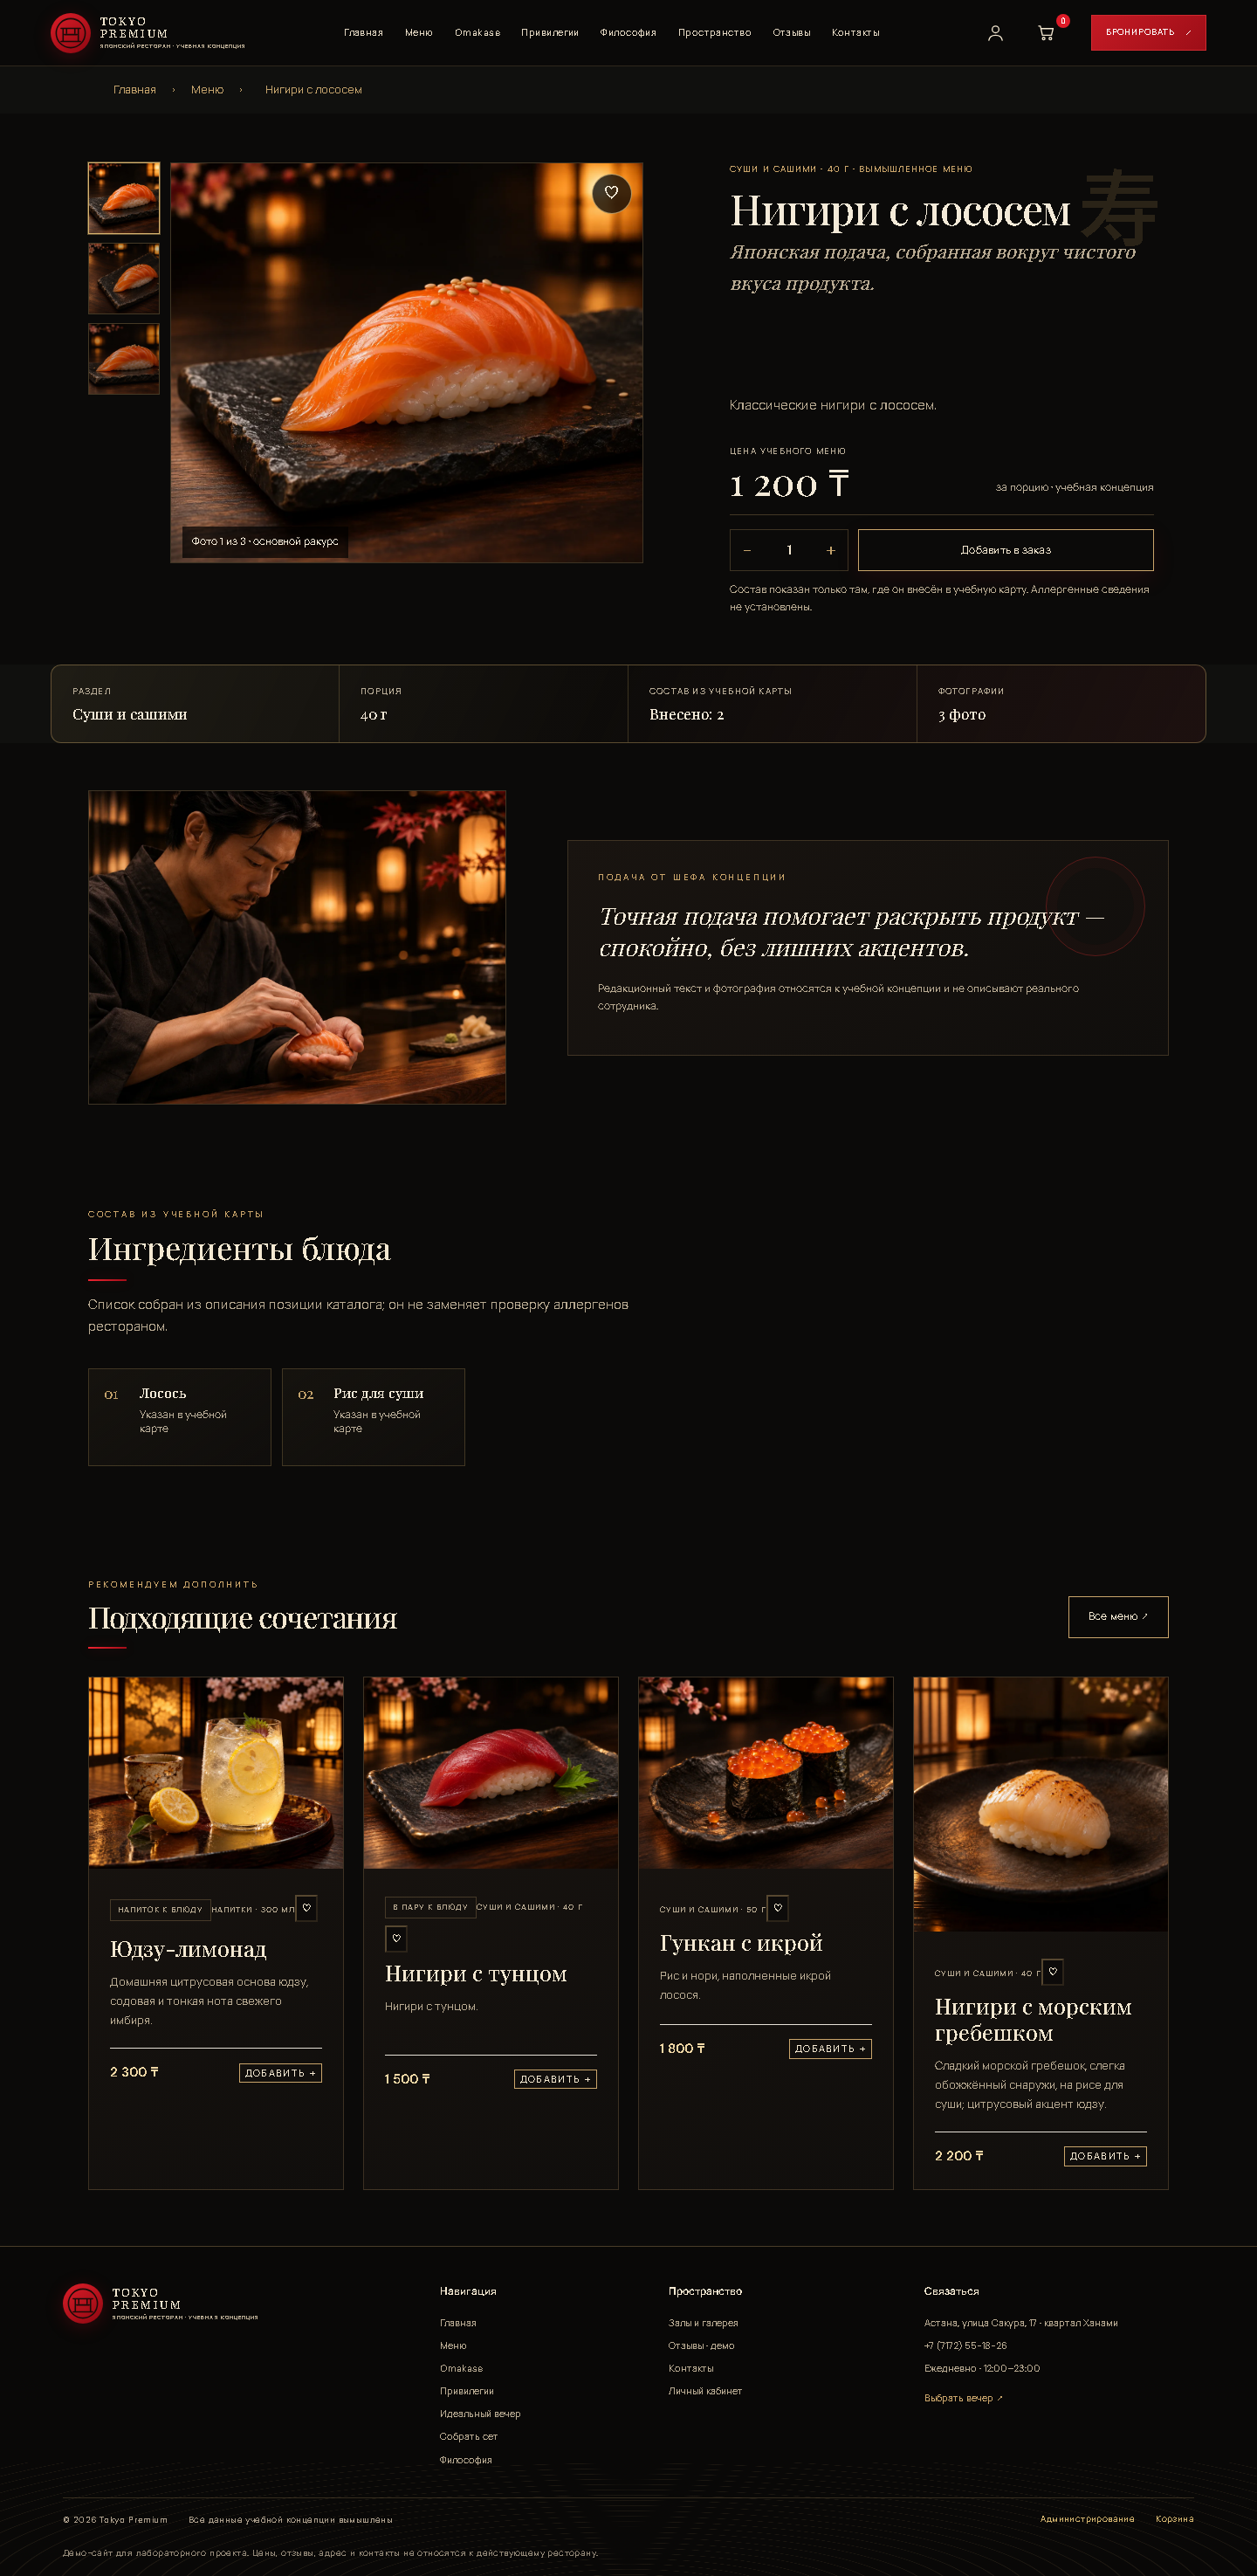 TOKYO
PREMIUM
ЯПОНСКИЙ РЕСТОРАН · УЧЕБНАЯ КОНЦЕПЦИЯ
Главная Меню Omakase Привилегии Философия Пространство Отзывы Контакты
0
БРОНИРОВАТЬ ↗
Главная › Меню › Нигири с лососем
СУШИ И САШИМИ · 40 Г · ВЫМЫШЛЕННОЕ МЕНЮ
寿
Нигири с лососем
Японская подача, собранная вокруг чистого
вкуса продукта.
Классические нигири с лососем.
ЦЕНА УЧЕБНОГО МЕНЮ
1 200 ₸
за порцию · учебная концепция
− 1 +
Добавить в заказ
Фото 1 из 3 · основной ракурс
Состав показан только там, где он внесён в учебную карту. Аллергенные сведения
не установлены.
РАЗДЕЛ
Суши и сашими
ПОРЦИЯ
40 г
СОСТАВ ИЗ УЧЕБНОЙ КАРТЫ
Внесено: 2
ФОТОГРАФИИ
3 фото
ПОДАЧА ОТ ШЕФА КОНЦЕПЦИИ
Точная подача помогает раскрыть продукт —
спокойно, без лишних акцентов.
Редакционный текст и фотография относятся к учебной концепции и не описывают реального
сотрудника.
СОСТАВ ИЗ УЧЕБНОЙ КАРТЫ
Ингредиенты блюда
Список собран из описания позиции каталога; он не заменяет проверку аллергенов
рестораном.
01 Лосось
Указан в учебной
карте
02 Рис для суши
Указан в учебной
карте
РЕКОМЕНДУЕМ ДОПОЛНИТЬ
Подходящие сочетания
Все меню ↗
НАПИТОК К БЛЮДУ НАПИТКИ · 300 МЛ
Юдзу-лимонад
Домашняя цитрусовая основа юдзу,
содовая и тонкая нота свежего
имбиря.
2 300 ₸ ДОБАВИТЬ +
В ПАРУ К БЛЮДУ СУШИ И САШИМИ · 40 Г
Нигири с тунцом
Нигири с тунцом.
1 500 ₸ ДОБАВИТЬ +
СУШИ И САШИМИ · 50 Г
Гункан с икрой
Рис и нори, наполненные икрой
лосося.
1 800 ₸ ДОБАВИТЬ +
СУШИ И САШИМИ · 40 Г
Нигири с морским
гребешком
Сладкий морской гребешок, слегка
обожжённый снаружи, на рисе для
суши; цитрусовый акцент юдзу.
2 200 ₸ ДОБАВИТЬ +
TOKYO
PREMIUM
ЯПОНСКИЙ РЕСТОРАН · УЧЕБНАЯ КОНЦЕПЦИЯ
Навигация
Главная
Меню
Omakase
Привилегии
Идеальный вечер
Собрать сет
Философия
Пространство
Залы и галерея
Отзывы · демо
Контакты
Личный кабинет
Связаться
Астана, улица Сакура, 17 · квартал Ханами
+7 (7172) 55-18-26
Ежедневно · 12:00–23:00
Выбрать вечер ↗
© 2026 Tokyo Premium Все данные учебной концепции вымышлены
Администрирование Корзина
Демо-сайт для лабораторного проекта. Цены, отзывы, адрес и контакты не относятся к действующему ресторану.